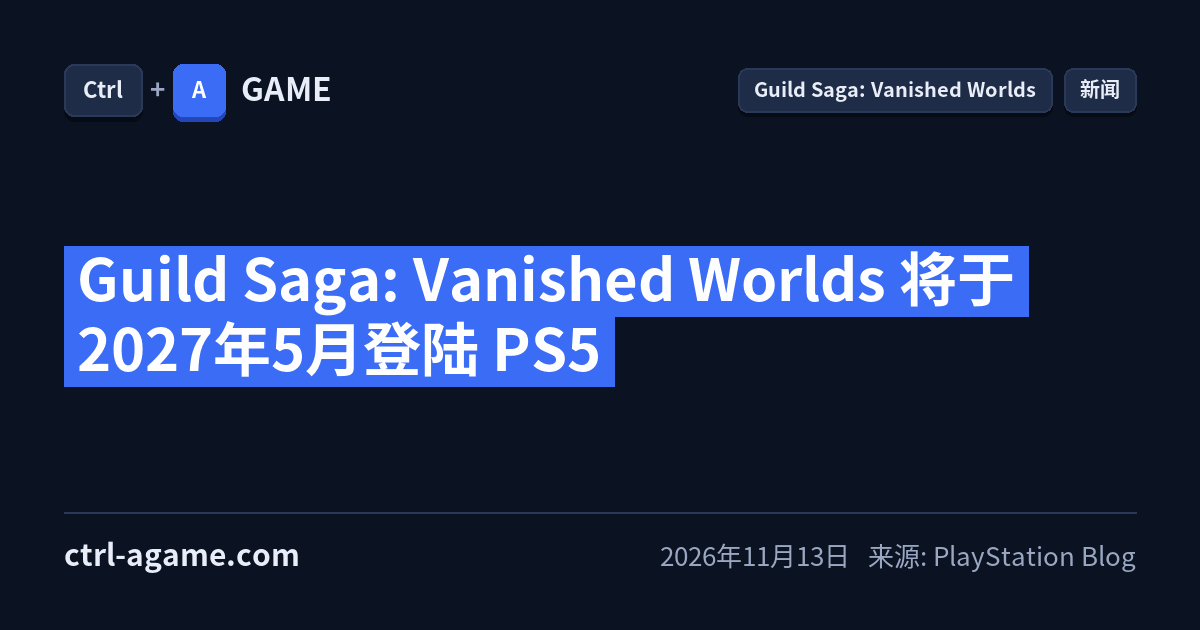 Ctrl + A GAME
Guild Saga: Vanished Worlds 新闻
Guild Saga: Vanished Worlds 将于
2027年5月登陆 PS5
ctrl-agame.com
2026年11月13日 来源: PlayStation Blog